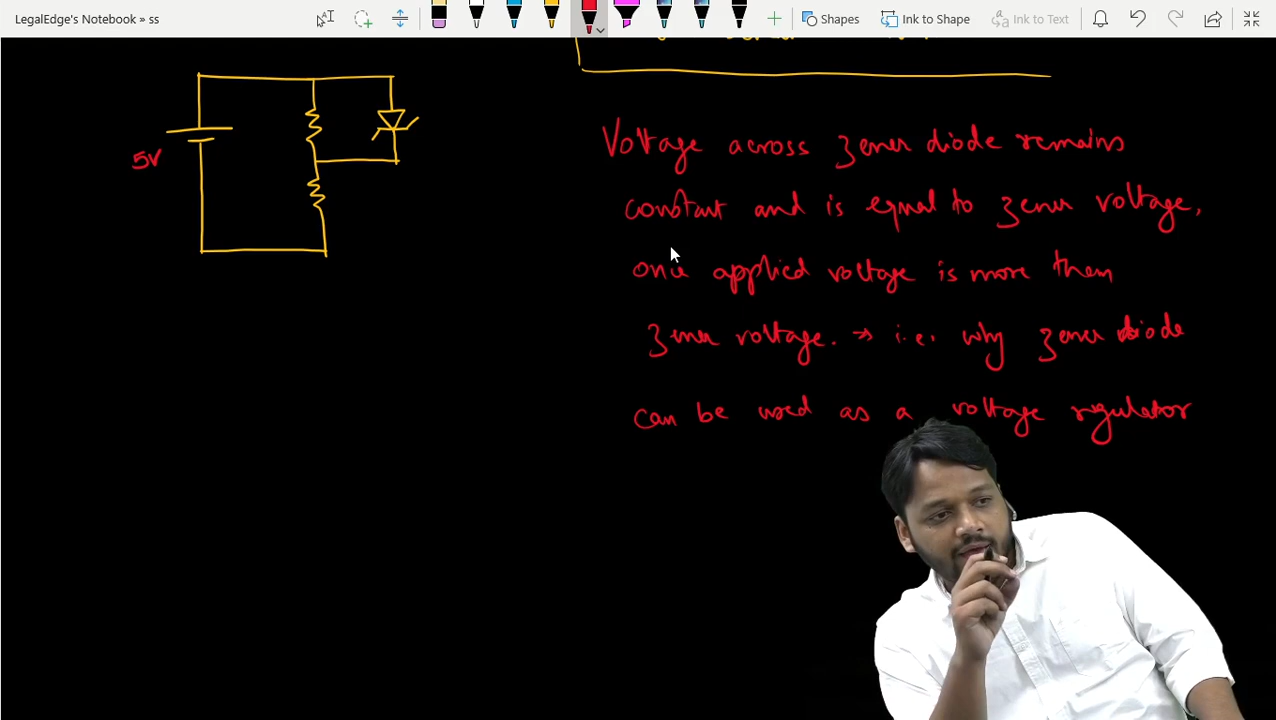 LegalEdge's Notebook » ss
Shapes
Ink to Shape
Ink to Text
5V
Voltage across zener diode remains
constant and is equal to zener voltage,
once applied voltage is more then
zener voltage. → i.e. why zener diode
can be used as a voltage regulator